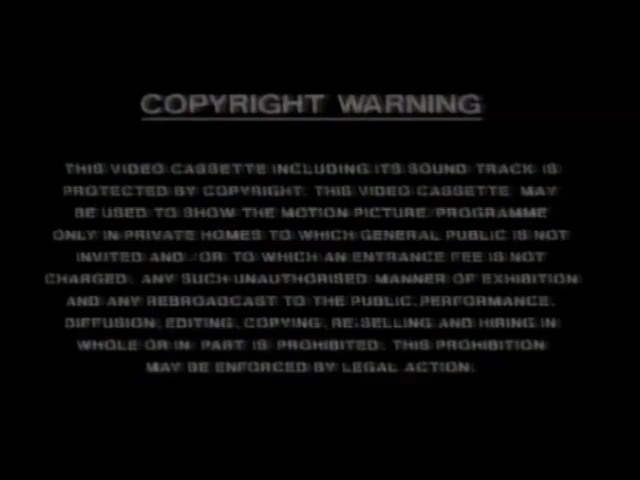 COPYRIGHT WARNING
THIS VIDEO CASSETTE INCLUDING ITS SOUND TRACK IS
PROTECTED BY COPYRIGHT. THIS VIDEO CASSETTE MAY
BE USED TO SHOW THE MOTION PICTURE/PROGRAMME
ONLY IN PRIVATE HOMES TO WHICH GENERAL PUBLIC IS NOT
INVITED AND /OR TO WHICH AN ENTRANCE FEE IS NOT
CHARGED. ANY SUCH UNAUTHORISED MANNER OF EXHIBITION
AND ANY REBROADCAST TO THE PUBLIC, PERFORMANCE,
DIFFUSION, EDITING, COPYING, RE-SELLING AND HIRING IN
WHOLE OR IN PART IS PROHIBITED. THIS PROHIBITION
MAY BE ENFORCED BY LEGAL ACTION.